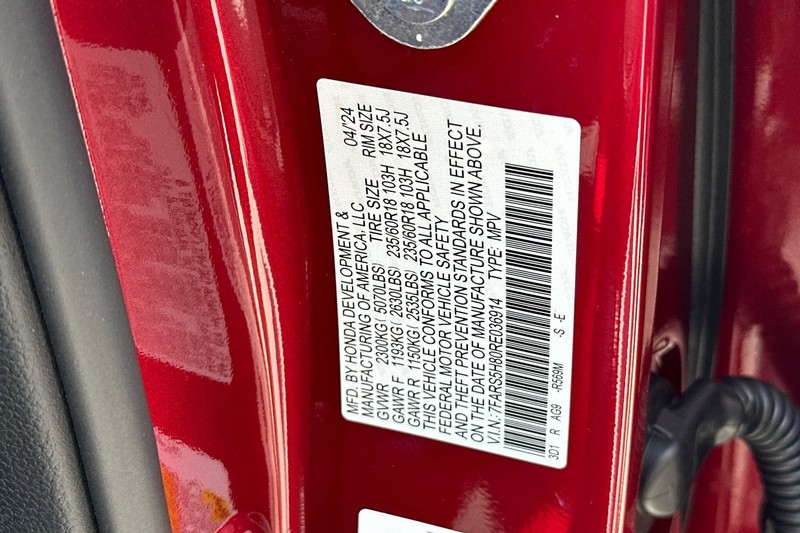 MFD. BY HONDA DEVELOPMENT &
MANUFACTURING OF AMERICA, LLC 04/24
GVWR 2300KG( 5070LBS) TIRE SIZE RIM SIZE
GAWR F 1193KG( 2630LBS) 235/60R18 103H 18X7.5J
GAWR R 1150KG( 2535LBS) 235/60R18 103H 18X7.5J
THIS VEHICLE CONFORMS TO ALL APPLICABLE
FEDERAL MOTOR VEHICLE SAFETY
AND THEFT PREVENTION STANDARDS IN EFFECT
ON THE DATE OF MANUFACTURE SHOWN ABOVE.
V.I.N.: 7FARS5H80RE036914 TYPE: MPV
3D1 R AG9 -R569M -S -E